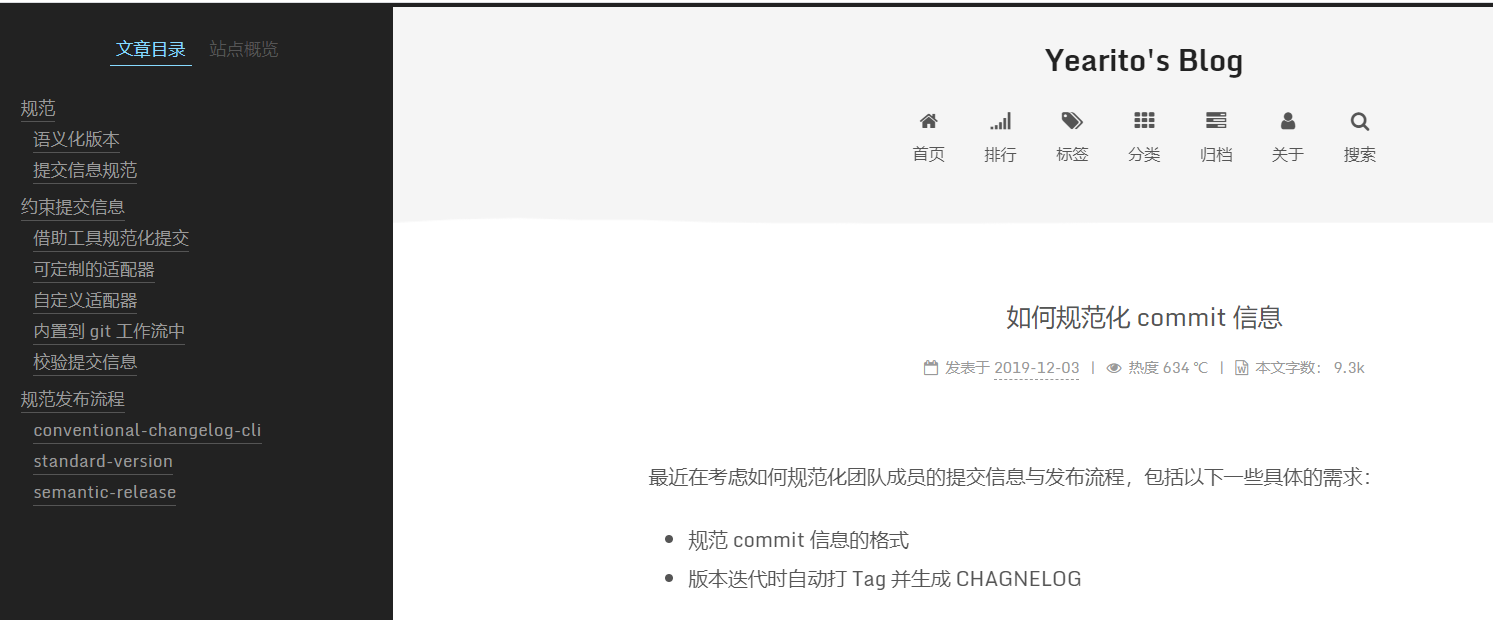 文章目录 站点概览
规范
语义化版本
提交信息规范
约束提交信息
借助工具规范化提交
可定制的适配器
自定义适配器
内置到 git 工作流中
校验提交信息
规范发布流程
conventional-changelog-cli
standard-version
semantic-release
Yearito's Blog
首页 排行 标签 分类 归档 关于 搜索
如何规范化 commit 信息
发表于 2019-12-03 | 热度 634 ℃ | 本文字数： 9.3k
最近在考虑如何规范化团队成员的提交信息与发布流程，包括以下一些具体的需求：
• 规范 commit 信息的格式
• 版本迭代时自动打 Tag 并生成 CHAGNELOG